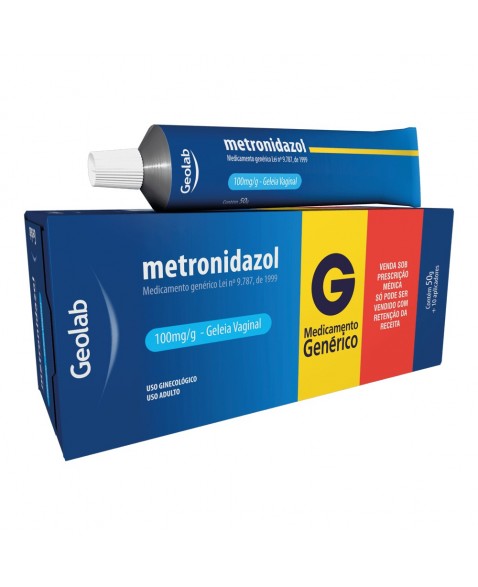 Geolab
metronidazol
Medicamento genérico Lei nº 9.787, de 1999
100mg/g - Geleia Vaginal
Contém 50g
Geolab
metronidazol
Medicamento genérico Lei nº 9.787, de 1999
100mg/g - Geleia Vaginal
USO GINECOLÓGICO
USO ADULTO
G
Medicamento
Genérico
VENDA SOB
PRESCRIÇÃO
MÉDICA
SÓ PODE SER
VENDIDO COM
RETENÇÃO DA
RECEITA
Contém 50g
+ 10 aplicadores